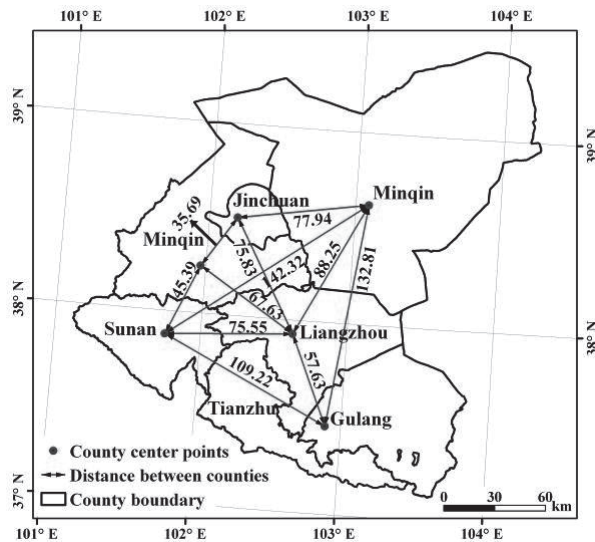 101° E
102° E
103° E
104° E
39° N
39° N
Minqin
Jinchuan
35.69
77.94
Minqin
75.83
142.32
88.25
132.81
45.39
67.63
38° N
38° N
Sunan
75.55
Liangzhou
109.22
57.63
Tianzhu
Gulang
County center points
Distance between counties
County boundary
0 30 60
km
37° N
101° E
102° E
103° E
104° E